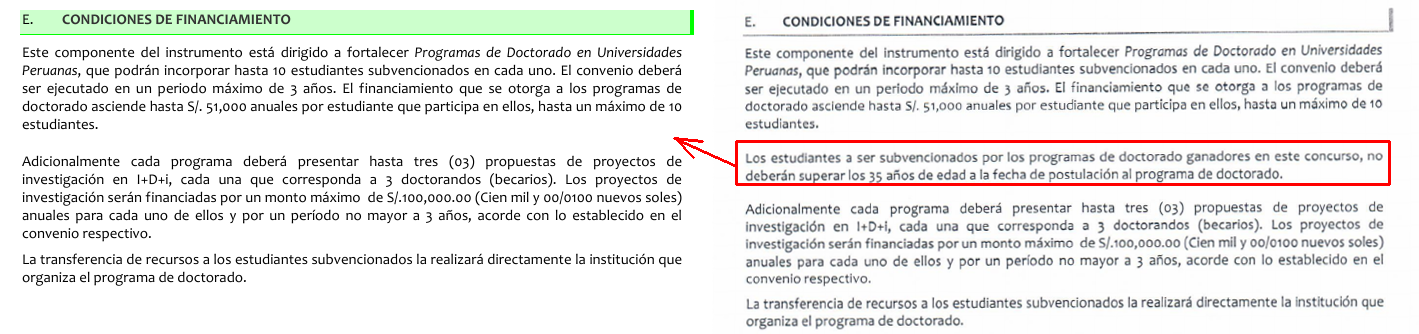 E. CONDICIONES DE FINANCIAMIENTO
Este componente del instrumento está dirigido a fortalecer Programas de Doctorado en Universidades
Peruanas, que podrán incorporar hasta 10 estudiantes subvencionados en cada uno. El convenio deberá
ser ejecutado en un periodo máximo de 3 años. El financiamiento que se otorga a los programas de
doctorado asciende hasta S/. 51,000 anuales por estudiante que participa en ellos, hasta un máximo de 10
estudiantes.
Adicionalmente cada programa deberá presentar hasta tres (03) propuestas de proyectos de
investigación en I+D+i, cada una que corresponda a 3 doctorandos (becarios). Los proyectos de
investigación serán financiadas por un monto máximo de S/.100,000.00 (Cien mil y 00/0100 nuevos soles)
anuales para cada uno de ellos y por un período no mayor a 3 años, acorde con lo establecido en el
convenio respectivo.
La transferencia de recursos a los estudiantes subvencionados la realizará directamente la institución que
organiza el programa de doctorado.
E. CONDICIONES DE FINANCIAMIENTO
Este componente del instrumento está dirigido a fortalecer Programas de Doctorado en Universidades
Peruanas, que podrán incorporar hasta 10 estudiantes subvencionados en cada uno. El convenio deberá
ser ejecutado en un periodo máximo de 3 años. El financiamiento que se otorga a los programas de
doctorado asciende hasta S/. 51,000 anuales por estudiante que participa en ellos, hasta un máximo de 10
estudiantes.
Los estudiantes a ser subvencionados por los programas de doctorado ganadores en este concurso, no
deberán superar los 35 años de edad a la fecha de postulación al programa de doctorado.
Adicionalmente cada programa deberá presentar hasta tres (03) propuestas de proyectos de
investigación en I+D+i, cada una que corresponda a 3 doctorandos (becarios). Los proyectos de
investigación serán financiadas por un monto máximo de S/.100,000.00 (Cien mil y 00/0100 nuevos soles)
anuales para cada uno de ellos y por un período no mayor a 3 años, acorde con lo establecido en el
convenio respectivo.
La transferencia de recursos a los estudiantes subvencionados la realizará directamente la institución que
organiza el programa de doctorado.